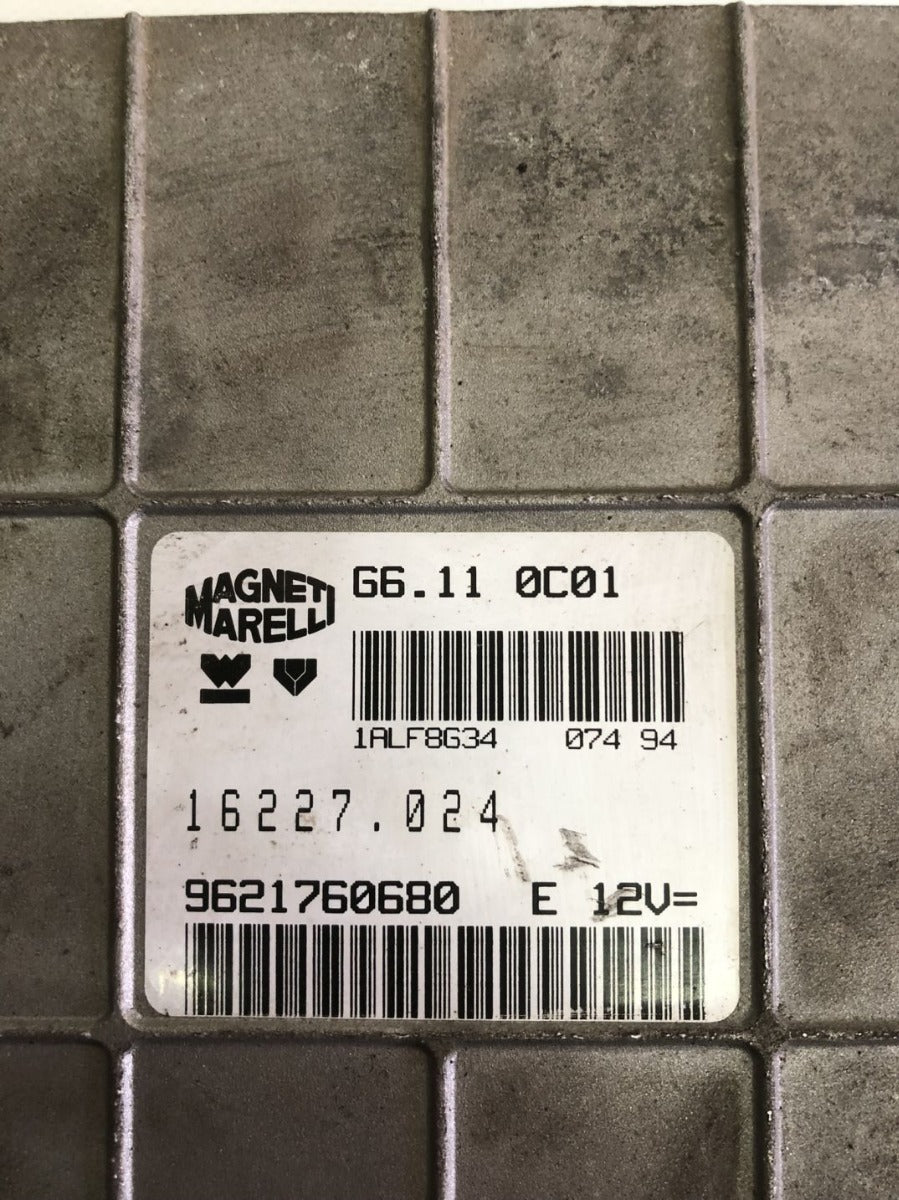 MAGNETI
MARELLI
G6.11 0C01
1ALF8G34 074 94
16227.024
9621760680 E 12V=